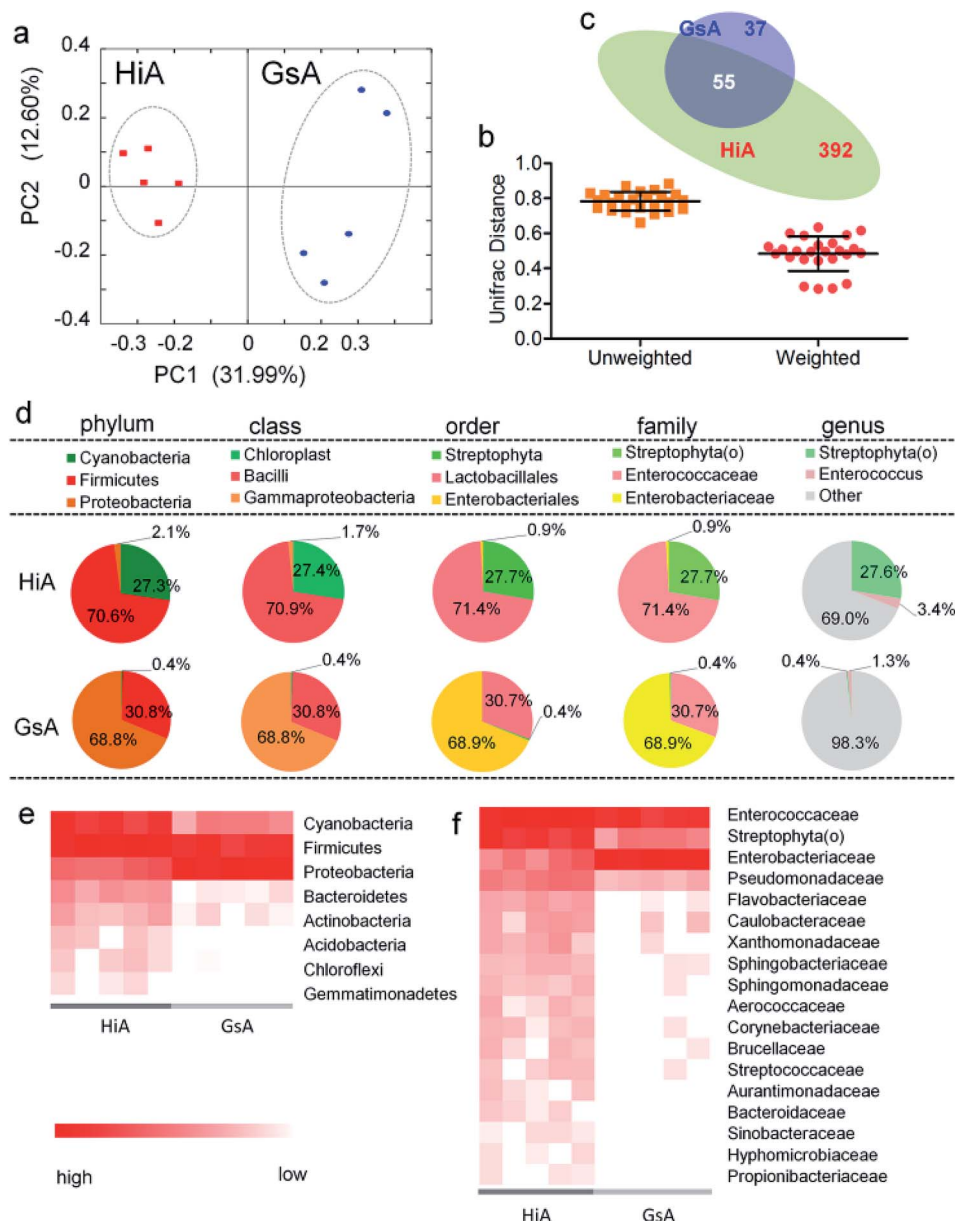 a
0.4
0.2
0
-0.2
-0.4
PC2 (12.60%)
HiA
GsA
-0.3
-0.2
0
0.2
0.3
PC1 (31.99%)
c
GsA 37
55
HiA 392
b
1.0
0.8
0.6
0.4
0.2
0.0
Unifrac Distance
Unweighted
Weighted
d
phylum class order family genus
Cyanobacteria Chloroplast Streptophyta Streptophyta(o) Streptophyta(o)
Firmicutes Bacilli Lactobacillales Enterococcaceae Enterococcus
Proteobacteria Gammaproteobacteria Enterobacteriales Enterobacteriaceae Other
HiA
2.1% 1.7% 0.9% 0.9%
27.3% 27.4% 27.7% 27.7% 27.6%
70.6% 70.9% 71.4% 71.4% 69.0% 3.4%
GsA
0.4% 0.4% 0.4% 0.4% 1.3%
30.8% 30.8% 30.7% 30.7%
68.8% 68.8% 68.9% 0.4% 68.9% 98.3%
e
Cyanobacteria
Firmicutes
Proteobacteria
Bacteroidetes
Actinobacteria
Acidobacteria
Chloroflexi
Gemmatimonadetes
HiA GsA
high low
f
Enterococcaceae
Streptophyta(o)
Enterobacteriaceae
Pseudomonadaceae
Flavobacteriaceae
Caulobacteraceae
Xanthomonadaceae
Sphingobacteriaceae
Sphingomonadaceae
Aerococcaceae
Corynebacteriaceae
Brucellaceae
Streptococcaceae
Aurantimonadaceae
Bacteroidaceae
Sinobacteraceae
Hyphomicrobiaceae
Propionibacteriaceae
HiA GsA